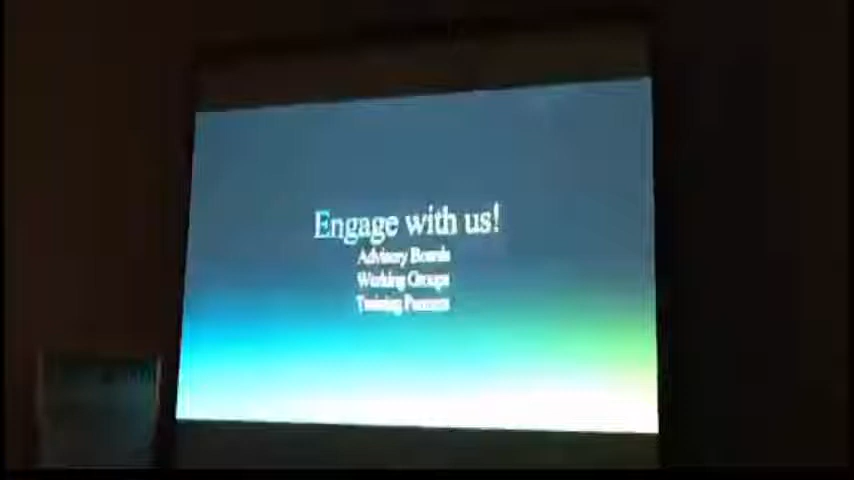 Engage with us!
Advisory Boards
Working Groups
Training Partners